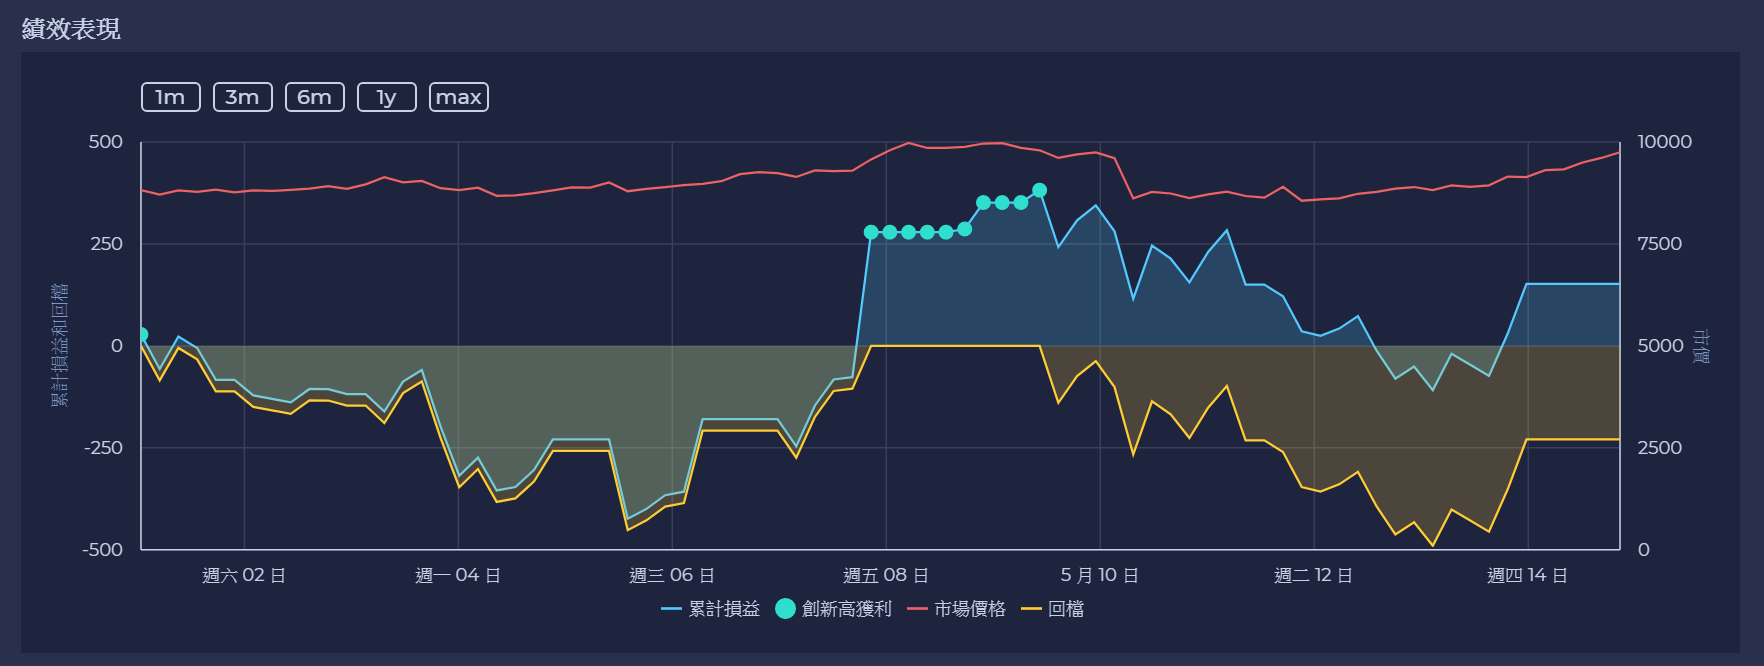 績效表現
1m 3m 6m 1y max
500 10000
250 7500
0 5000
-250 2500
-500 0
累計損益和回檔
市價
週六 02 日 週一 04 日 週三 06 日 週五 08 日 5 月 10 日 週二 12 日 週四 14 日
累計損益 創新高獲利 市場價格 回檔